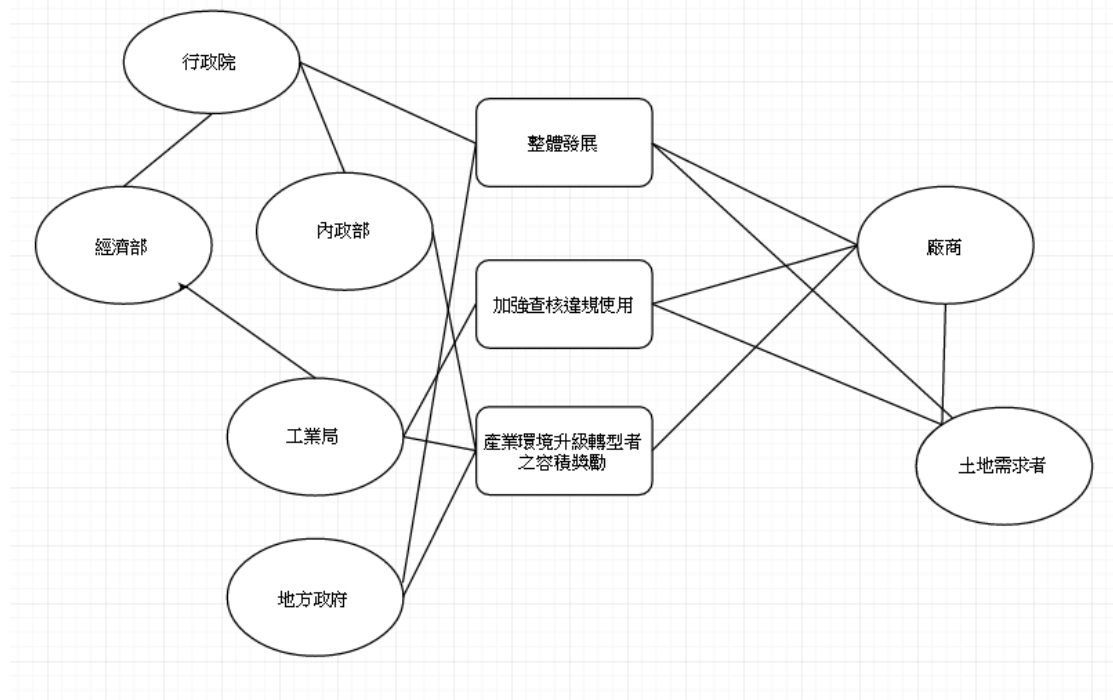 行政院
整體發展
經濟部
內政部
廠商
加強查核違規使用
工業局
產業環境升級轉型者
之容積獎勵
土地需求者
地方政府